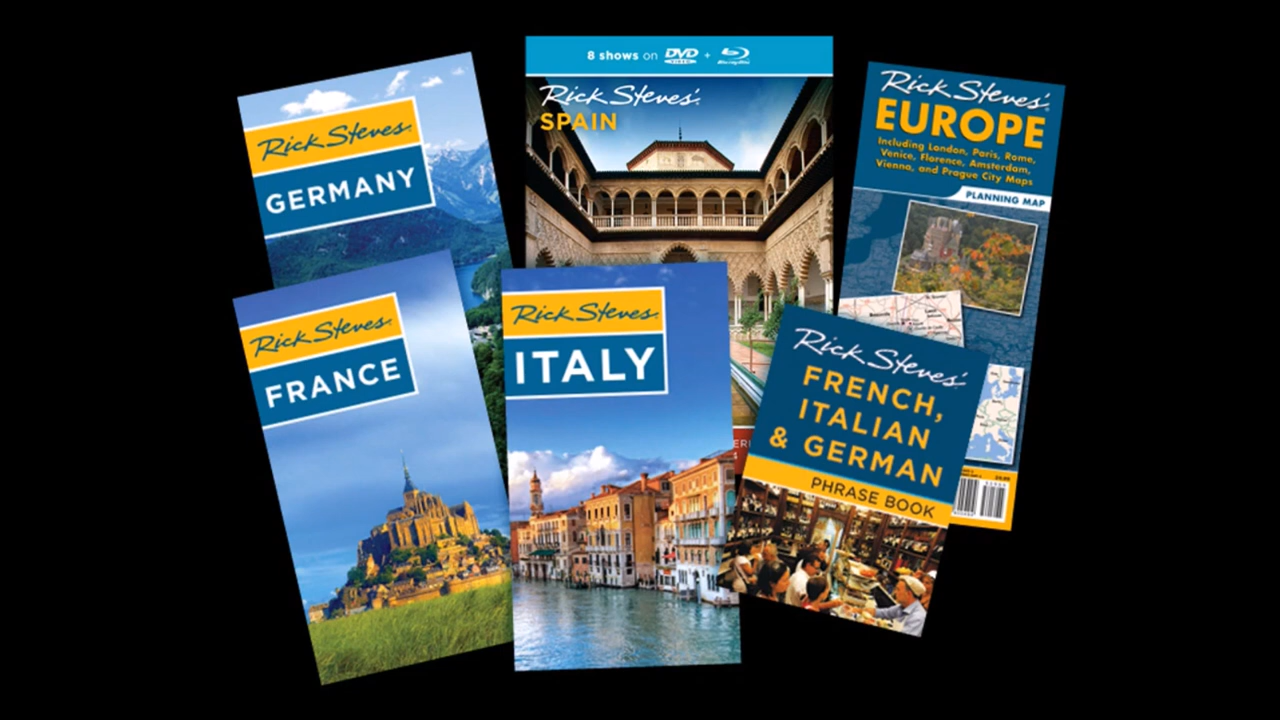 Rick Steves
GERMANY
8 shows on DVD VIDEO + Blu-ray Disc
Rick Steves'
SPAIN
Rick Steves'
EUROPE
Including London, Paris, Rome,
Venice, Florence, Amsterdam,
Vienna, and Prague City Maps
PLANNING MAP
Rick Steves
FRANCE
Rick Steves
ITALY
Rick Steves'
FRENCH,
ITALIAN
& GERMAN
PHRASE BOOK